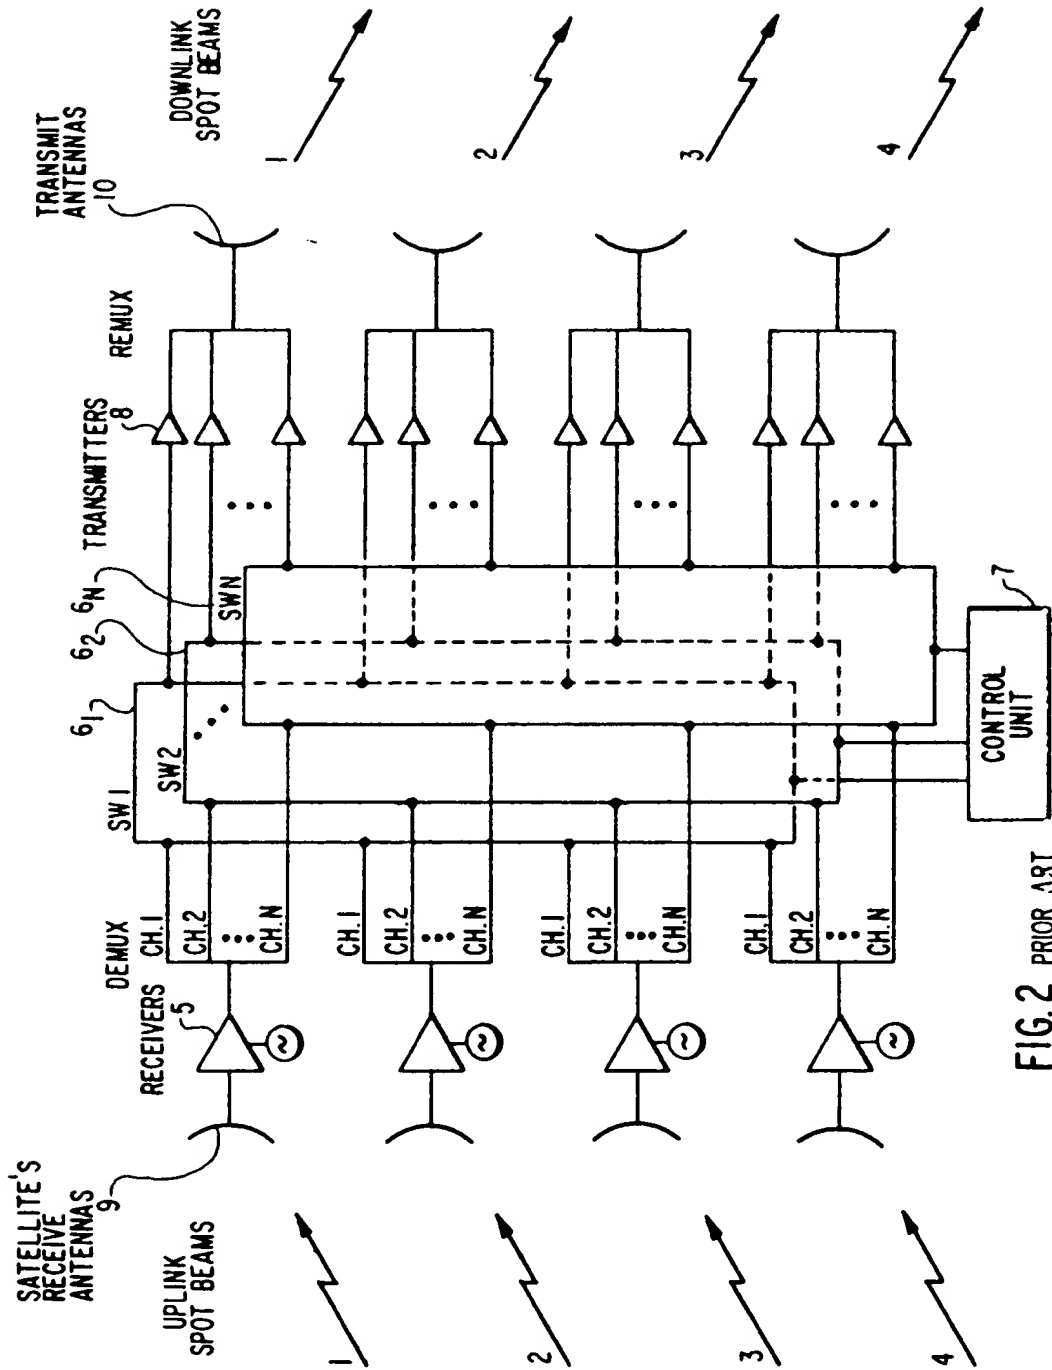 SATELLITE'S
RECEIVE
ANTENNAS
9
UPLINK
SPOT BEAMS
1
2
3
4
RECEIVERS
5
~
~
~
~
DEMUX
CH.1
CH.2
CH.N
CH.1
CH.2
CH.N
CH.1
CH.2
CH.N
CH.1
CH.2
CH.N
SW1
SW2
SWN
61
62
6N
CONTROL
UNIT
7
TRANSMITTERS
8
REMUX
TRANSMIT
ANTENNAS
10
DOWNLINK
SPOT BEAMS
1
2
3
4
FIG.2 PRIOR ART